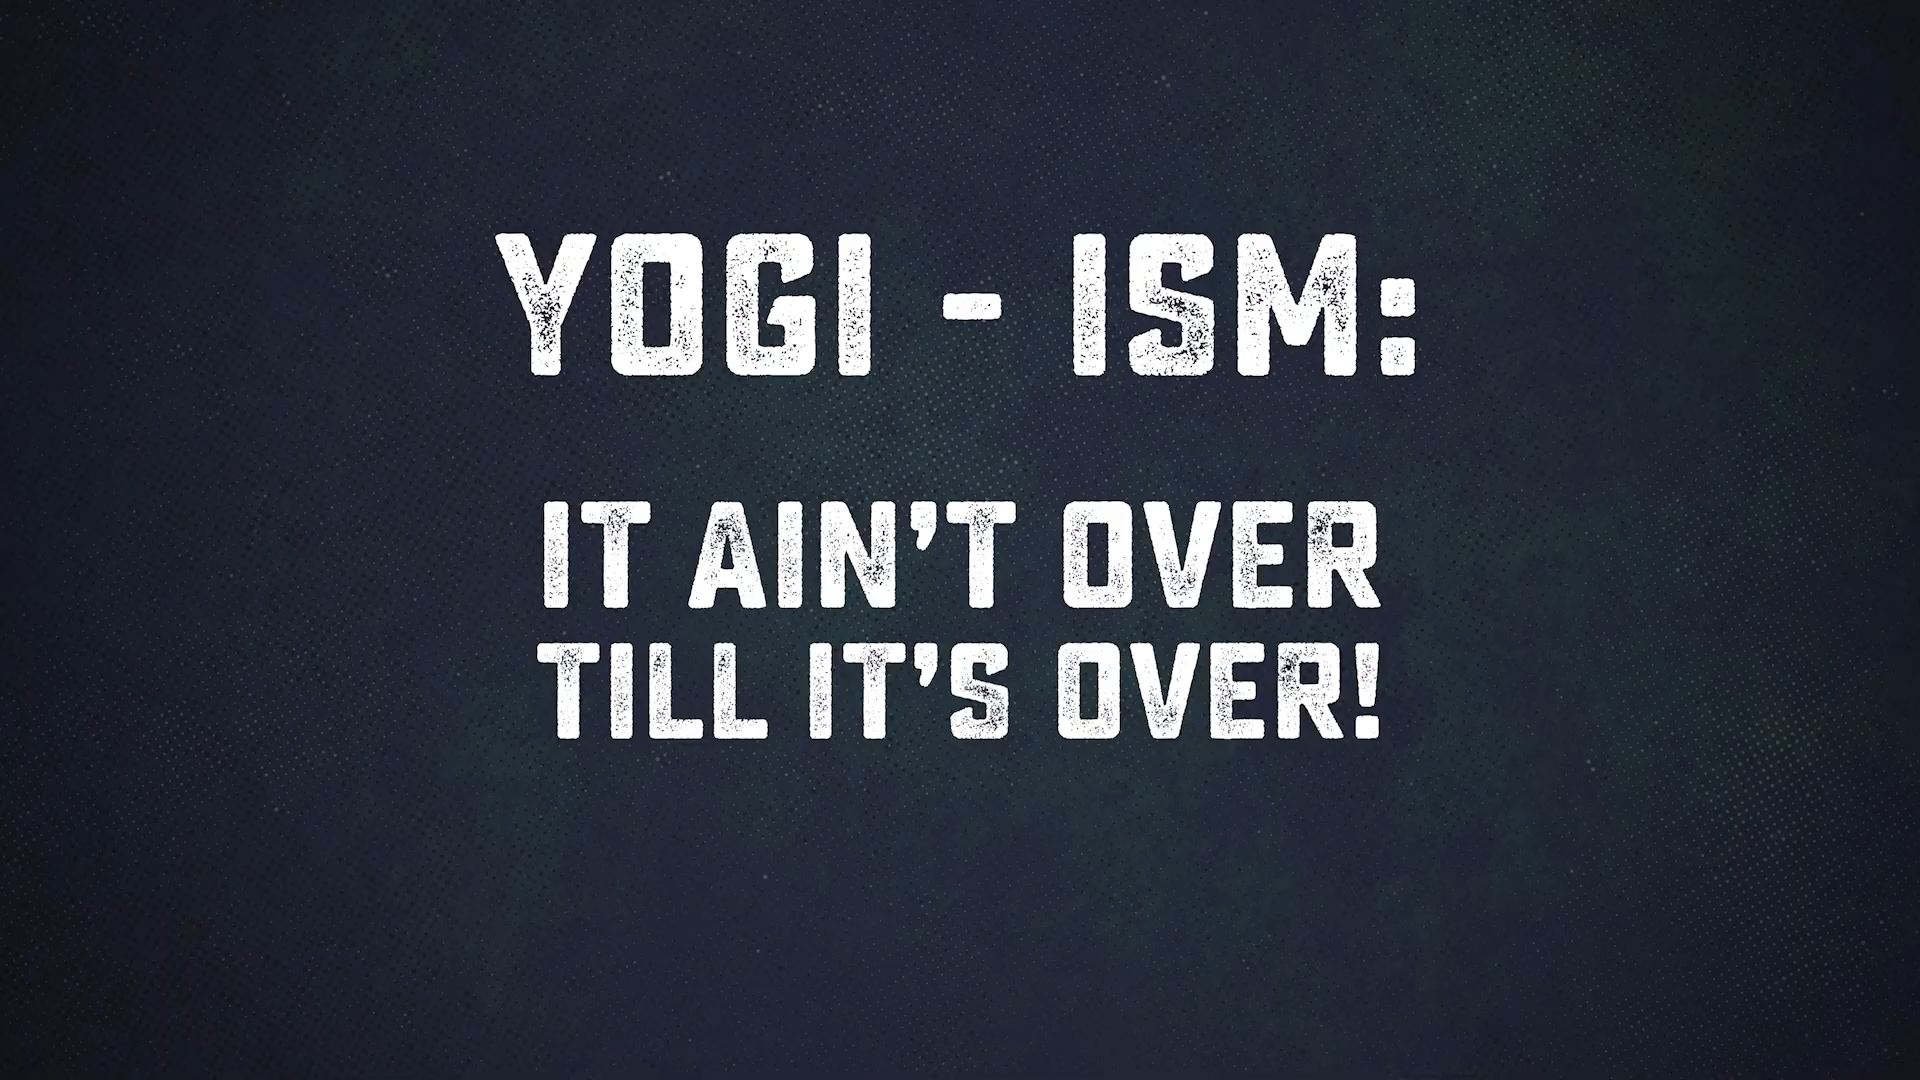 YOGI - ISM:
IT AIN’T OVER
TILL IT’S OVER!